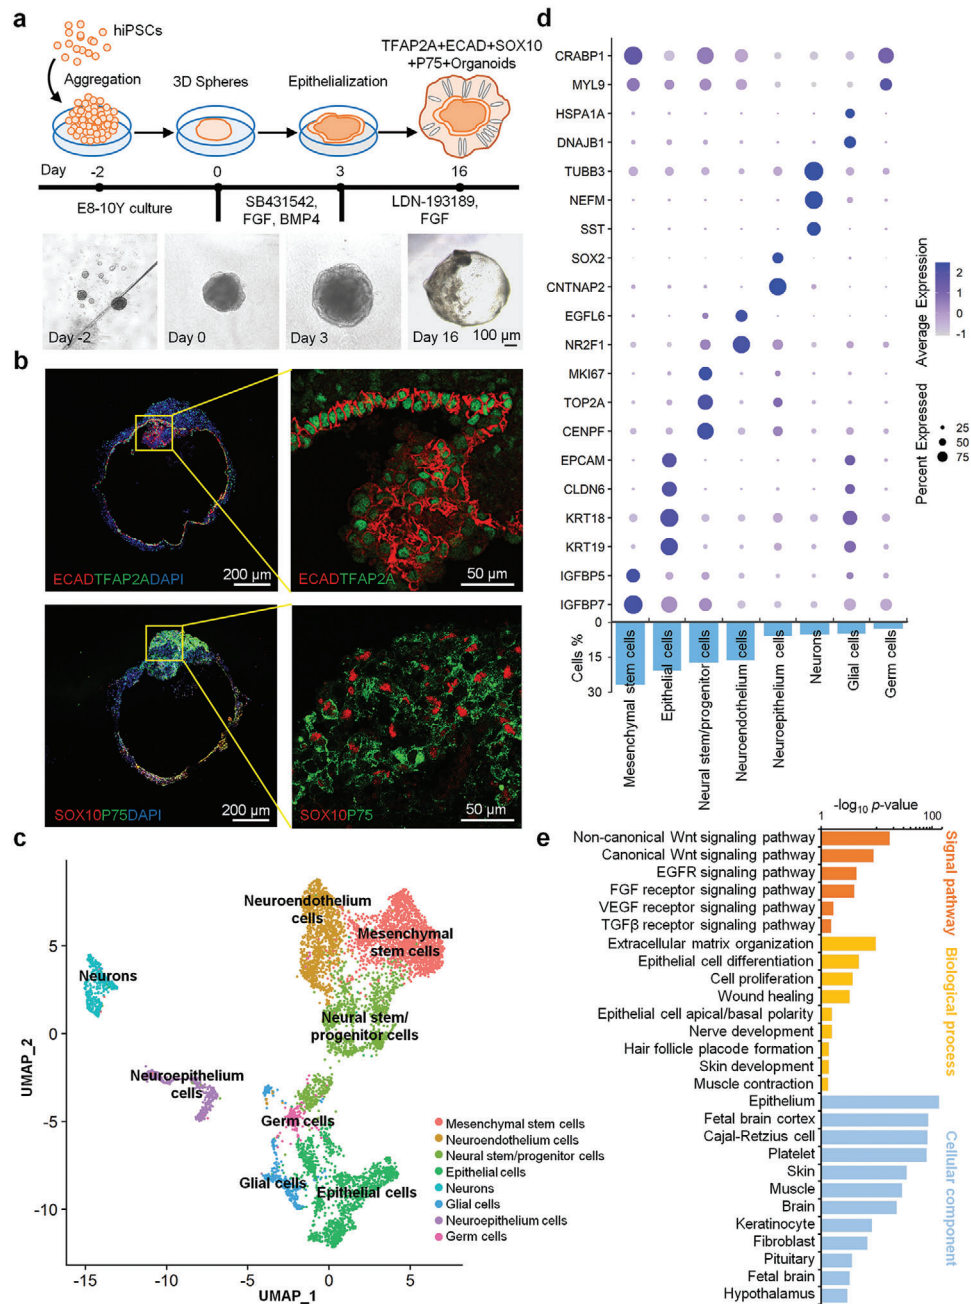 a
hiPSCs
Aggregation
3D Spheres
Epithelialization
TFAP2A+ECAD+SOX10
+P75+Organoids
Day
-2
0
3
16
E8-10Y culture
SB431542,
FGF, BMP4
LDN-193189,
FGF
Day -2
Day 0
Day 3
Day 16
100 µm
b
ECADTFAP2ADAPI
200 µm
ECADTFAP2A
50 µm
SOX10P75DAPI
200 µm
SOX10P75
50 µm
c
Neuroendothelium
cells
Mesenchymal
stem cells
Neurons
Neural stem/
progenitor cells
Neuroepithelium
cells
Germ cells
Glial cells
Epithelial cells
Mesenchymal stem cells
Neuroendothelium cells
Neural stem/progenitor cells
Epithelial cells
Neurons
Glial cells
Neuroepithelium cells
Germ cells
5
0
-5
-10
UMAP_2
-15
-10
-5
0
5
UMAP_1
d
CRABP1
MYL9
HSPA1A
DNAJB1
TUBB3
NEFM
SST
SOX2
CNTNAP2
EGFL6
NR2F1
MKI67
TOP2A
CENPF
EPCAM
CLDN6
KRT18
KRT19
IGFBP5
IGFBP7
Average Expression
2
1
0
-1
Percent Expressed
25
50
75
Cells %
0
15
30
Mesenchymal stem cells
Epithelial cells
Neural stem/progenitor cells
Neuroendothelium cells
Neuroepithelium cells
Neurons
Glial cells
Germ cells
e
-log10 p-value
1
100
Non-canonical Wnt signaling pathway
Canonical Wnt signaling pathway
EGFR signaling pathway
FGF receptor signaling pathway
VEGF receptor signaling pathway
TGFβ receptor signaling pathway
Extracellular matrix organization
Epithelial cell differentiation
Cell proliferation
Wound healing
Epithelial cell apical/basal polarity
Nerve development
Hair follicle placode formation
Skin development
Muscle contraction
Epithelium
Fetal brain cortex
Cajal-Retzius cell
Platelet
Skin
Muscle
Brain
Keratinocyte
Fibroblast
Pituitary
Fetal brain
Hypothalamus
Signal pathway
Biological process
Cellular component